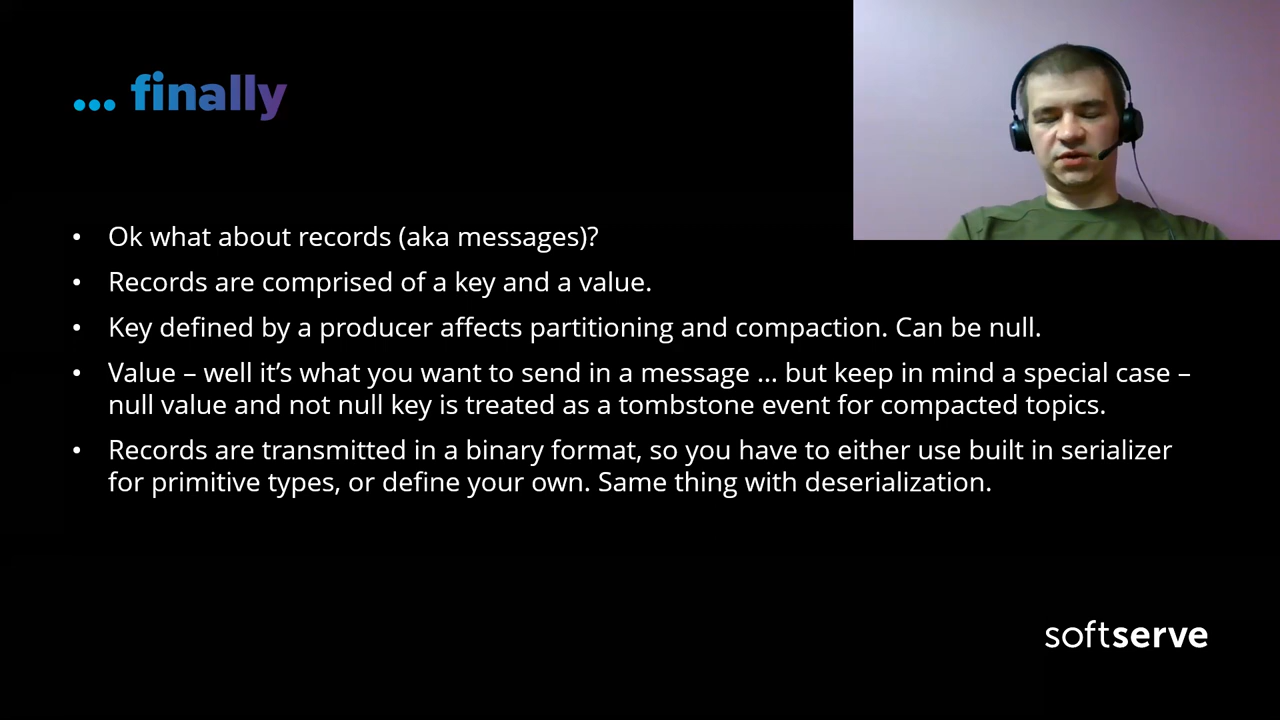 ... finally
• Ok what about records (aka messages)?
• Records are comprised of a key and a value.
• Key defined by a producer affects partitioning and compaction. Can be null.
• Value – well it’s what you want to send in a message ... but keep in mind a special case –
null value and not null key is treated as a tombstone event for compacted topics.
• Records are transmitted in a binary format, so you have to either use built in serializer
for primitive types, or define your own. Same thing with deserialization.
softserve